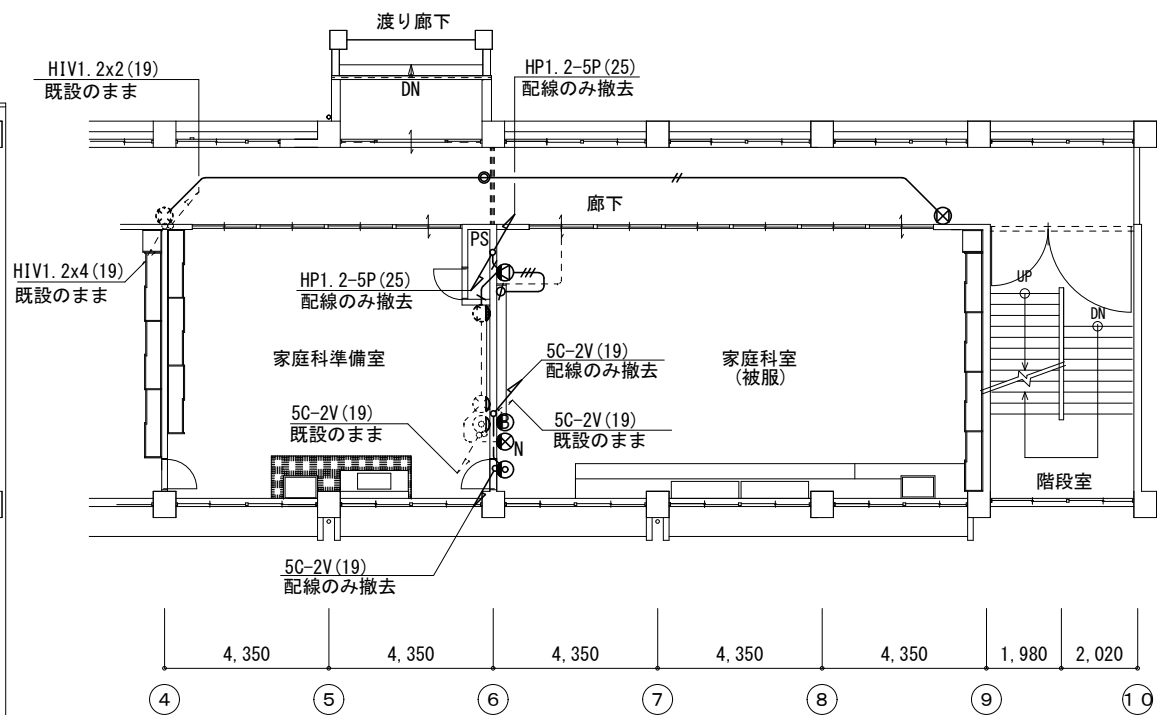 渡り廊下
HIV1.2x2(19)
既設のまま
HP1.2-5P(25)
配線のみ撤去
DN
廊下
PS
HIV1.2x4(19)
既設のまま
HP1.2-5P(25)
配線のみ撤去
UP
DN
家庭科準備室
5C-2V(19)
配線のみ撤去
家庭科室
(被服)
5C-2V(19)
既設のまま
5C-2V(19)
既設のまま
B
N
階段室
5C-2V(19)
配線のみ撤去
4,350 4,350 4,350 4,350 4,350 1,980 2,020
4 5 6 7 8 9 10